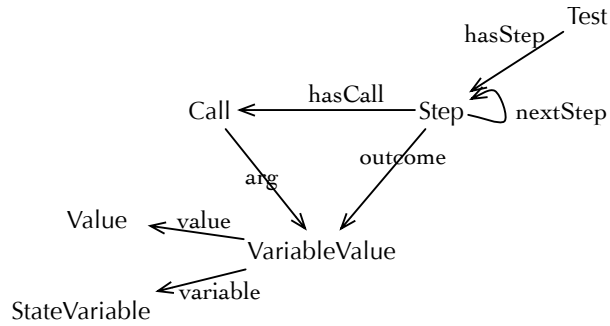 Test
hasStep
Call
hasCall
Step
nextStep
outcome
arg
Value
value
VariableValue
variable
StateVariable